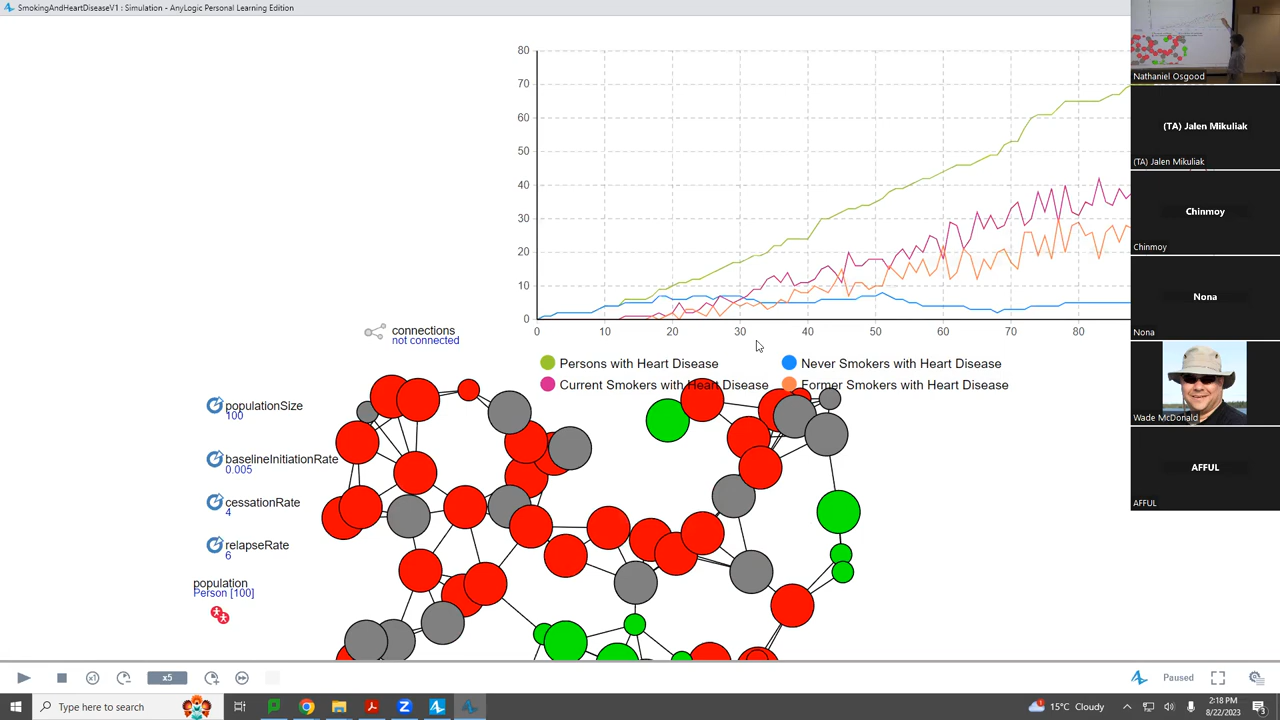 SmokingAndHeartDiseaseV1 : Simulation - AnyLogic Personal Learning Edition
80
70
60
50
40
30
20
10
0
0 10 20 30 40 50 60 70 80
Persons with Heart Disease
Never Smokers with Heart Disease
Current Smokers with Heart Disease
Former Smokers with Heart Disease
connections
not connected
populationSize
100
baselineInitiationRate
0.005
cessationRate
4
relapseRate
6
population
Person [100]
Nathaniel Osgood
(TA) Jalen Mikuliak
(TA) Jalen Mikuliak
Chinmoy
Chinmoy
Nona
Nona
Wade McDonald
AFFUL
AFFUL
x1
x5
Paused
Type here to search
15°C Cloudy
2:18 PM
8/22/2023
3